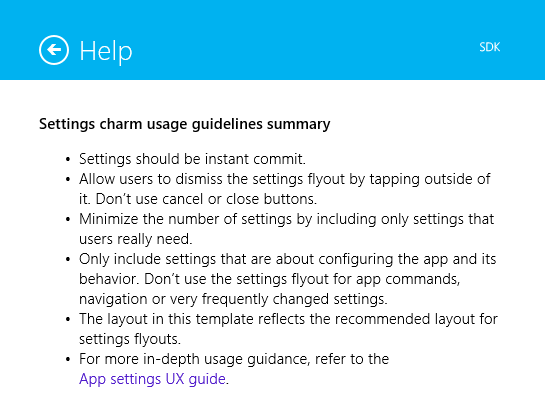 Help
SDK
Settings charm usage guidelines summary
• Settings should be instant commit.
• Allow users to dismiss the settings flyout by tapping outside of
it. Don't use cancel or close buttons.
• Minimize the number of settings by including only settings that
users really need.
• Only include settings that are about configuring the app and its
behavior. Don't use the settings flyout for app commands,
navigation or very frequently changed settings.
• The layout in this template reflects the recommended layout for
settings flyouts.
• For more in-depth usage guidance, refer to the
App settings UX guide.